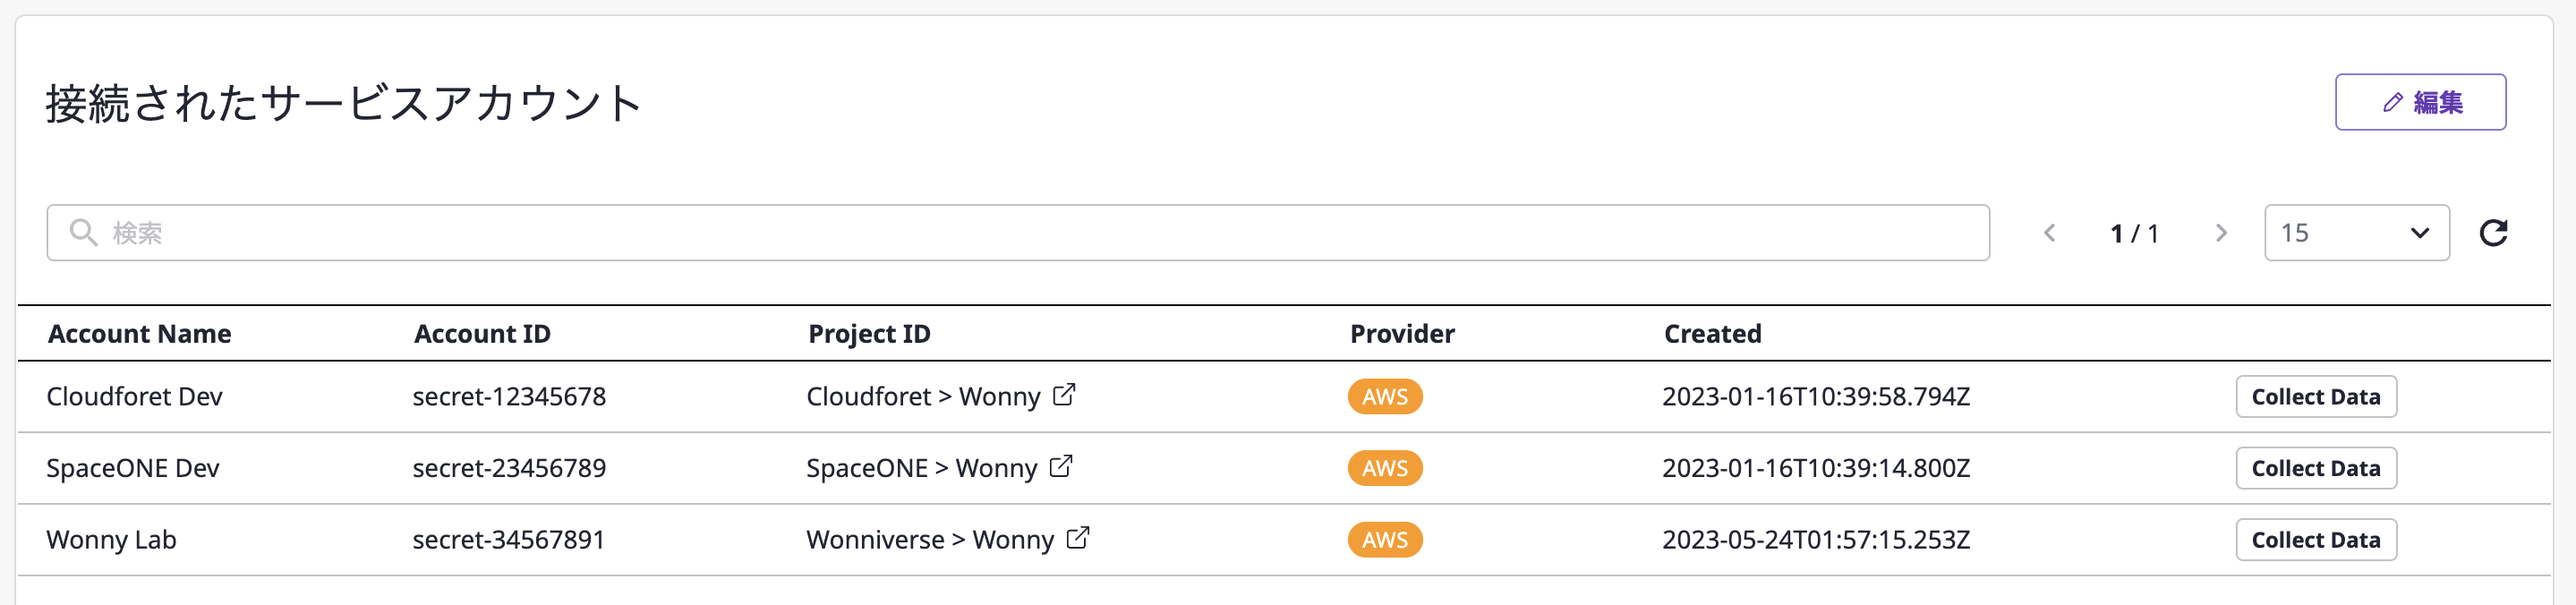 接続されたサービスアカウント 編集
検索 1 / 1 15
Account Name Account ID Project ID Provider Created
Cloudforet Dev secret-12345678 Cloudforet > Wonny AWS 2023-01-16T10:39:58.794Z Collect Data
SpaceONE Dev secret-23456789 SpaceONE > Wonny AWS 2023-01-16T10:39:14.800Z Collect Data
Wonny Lab secret-34567891 Wonniverse > Wonny AWS 2023-05-24T01:57:15.253Z Collect Data